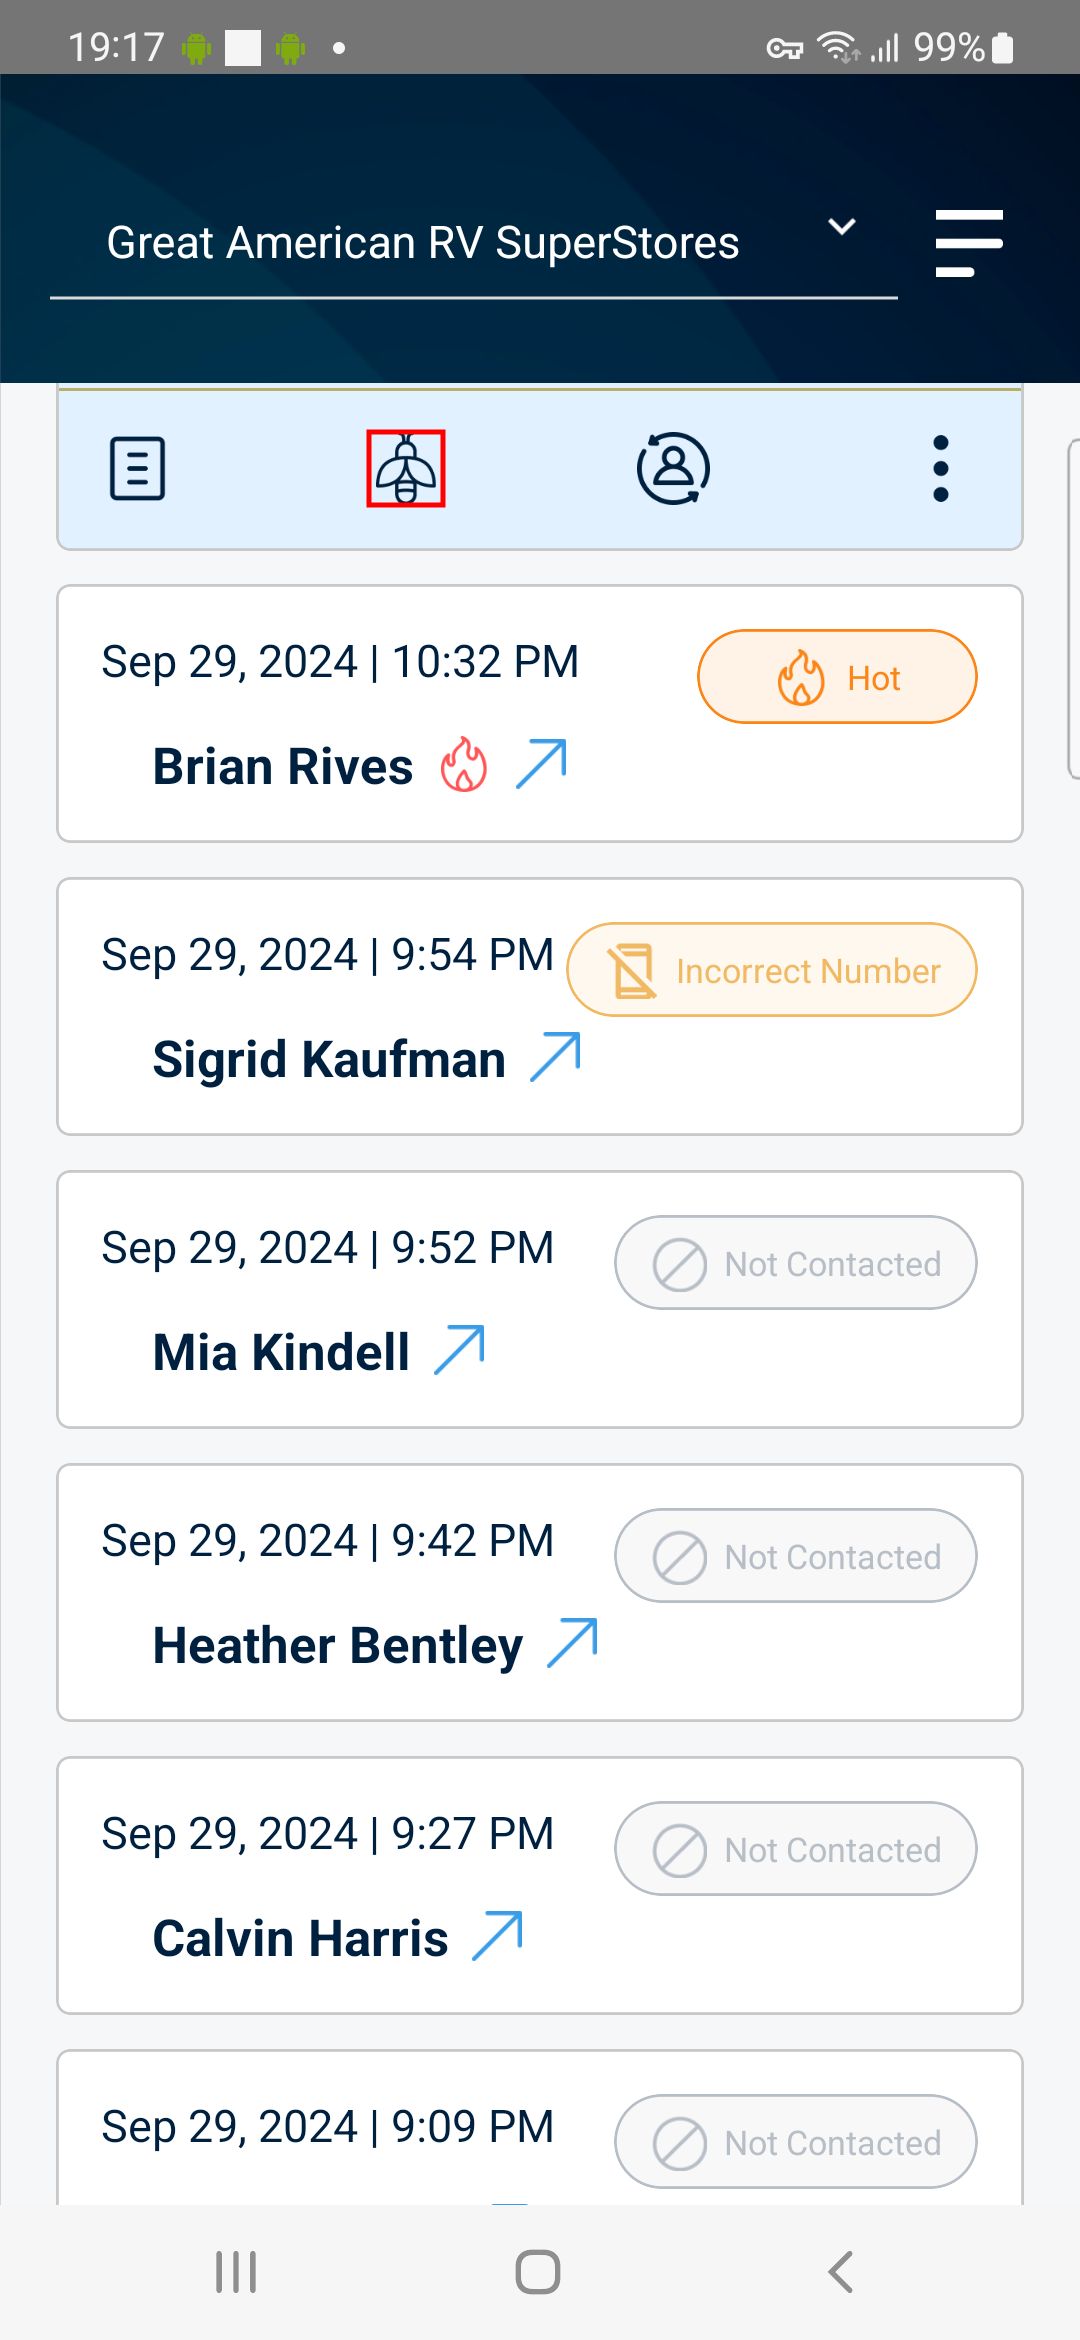 19:17
99%
Great American RV SuperStores
Sep 29, 2024 | 10:32 PM
Hot
Brian Rives
Sep 29, 2024 | 9:54 PM
Incorrect Number
Sigrid Kaufman
Sep 29, 2024 | 9:52 PM
Not Contacted
Mia Kindell
Sep 29, 2024 | 9:42 PM
Not Contacted
Heather Bentley
Sep 29, 2024 | 9:27 PM
Not Contacted
Calvin Harris
Sep 29, 2024 | 9:09 PM
Not Contacted